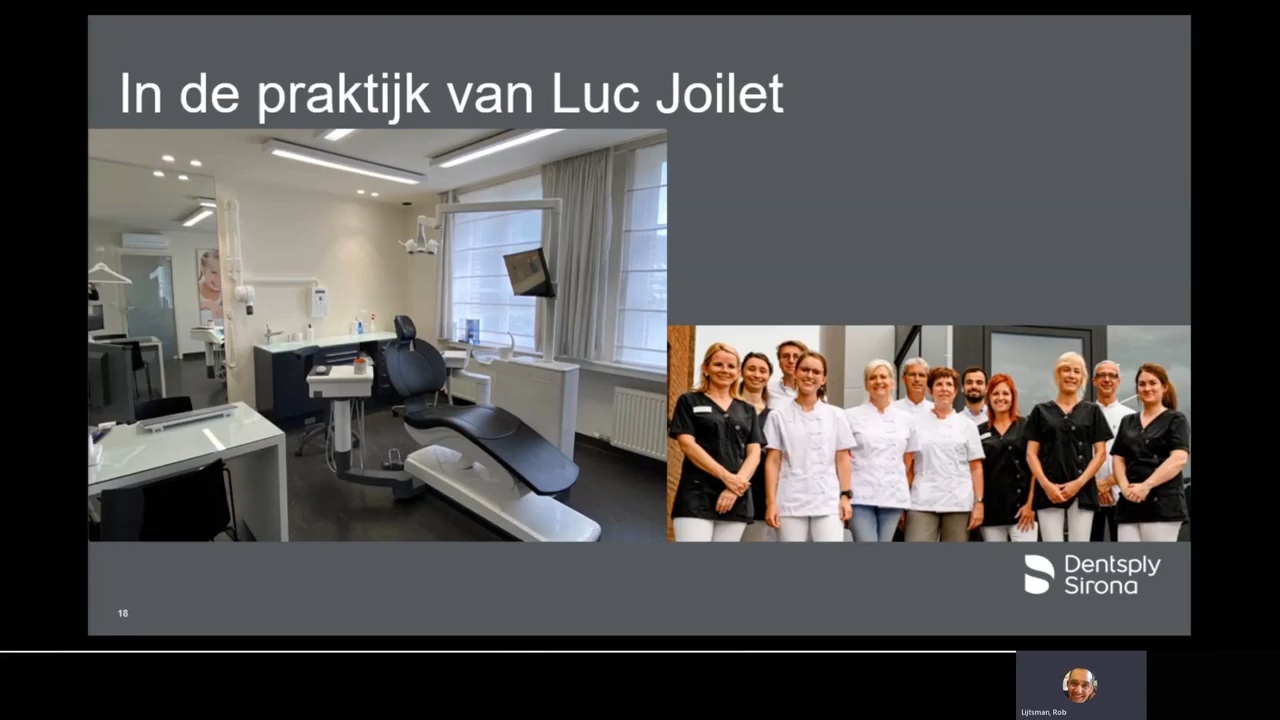 In de praktijk van Luc Joilet
Dentsply
Sirona
18
Lijtsman, Rob